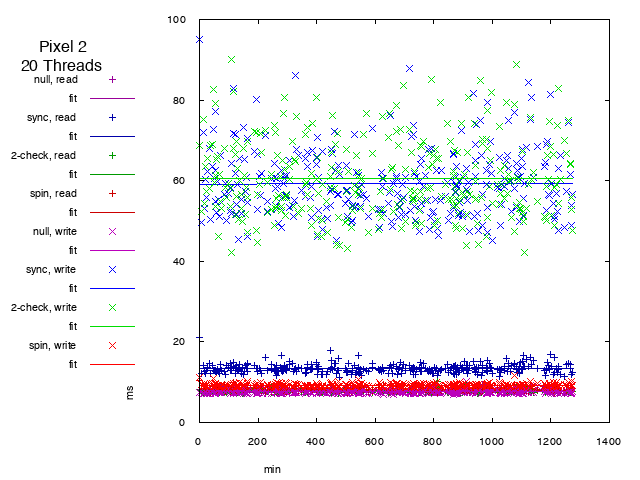 Pixel 2
20 Threads
null, read
fit
sync, read
fit
2-check, read
fit
spin, read
fit
null, write
fit
sync, write
fit
2-check, write
fit
spin, write
fit
100
80
60
40
20
0
ms
0 200 400 600 800 1000 1200 1400
min